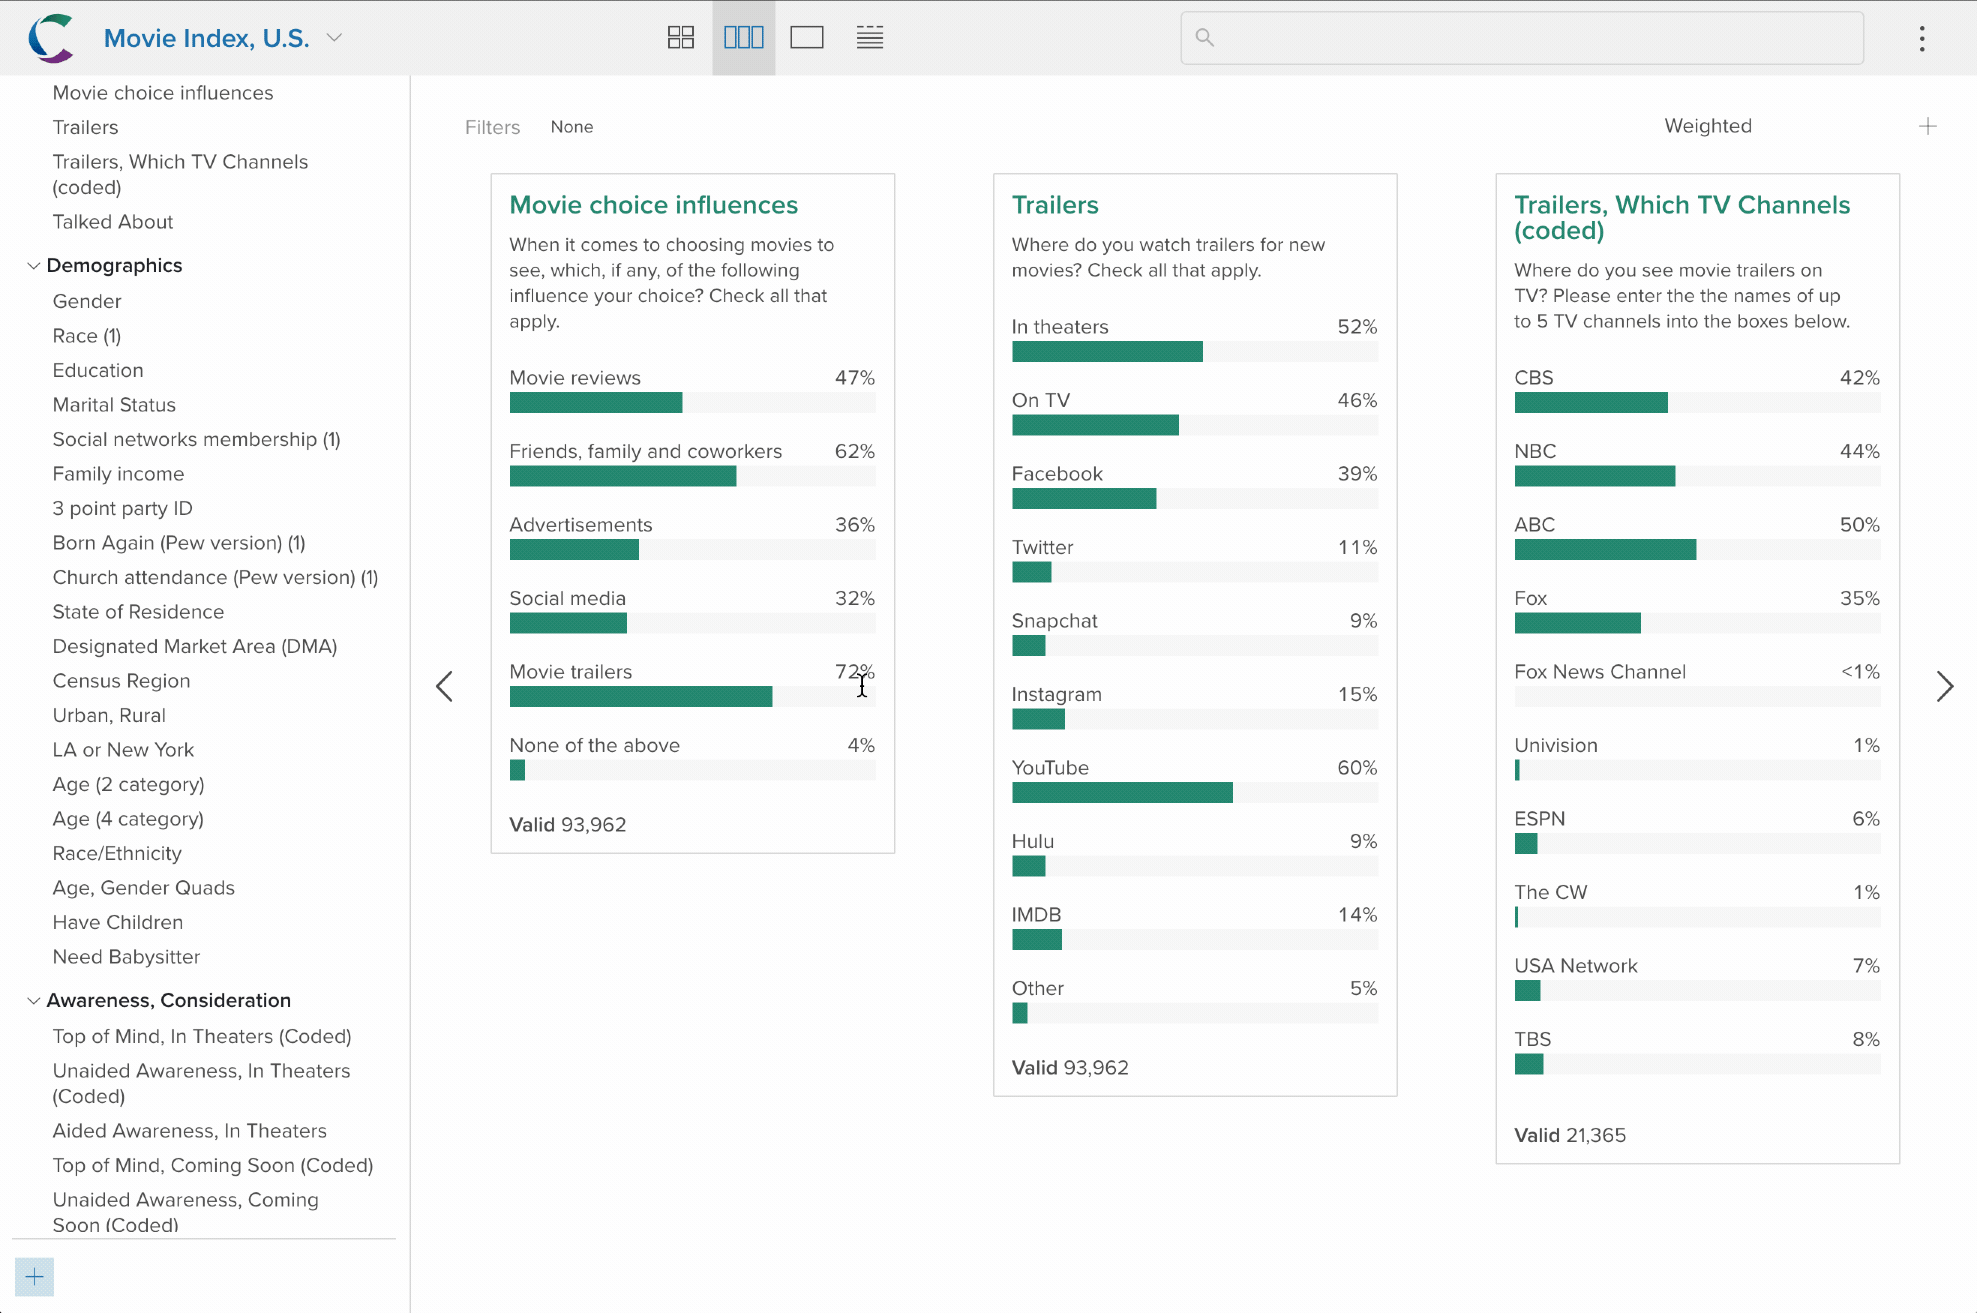 Movie Index, U.S.
Movie choice influences
Trailers
Trailers, Which TV Channels
(coded)
Talked About
Demographics
Gender
Race (1)
Education
Marital Status
Social networks membership (1)
Family income
3 point party ID
Born Again (Pew version) (1)
Church attendance (Pew version) (1)
State of Residence
Designated Market Area (DMA)
Census Region
Urban, Rural
LA or New York
Age (2 category)
Age (4 category)
Race/Ethnicity
Age, Gender Quads
Have Children
Need Babysitter
Awareness, Consideration
Top of Mind, In Theaters (Coded)
Unaided Awareness, In Theaters
(Coded)
Aided Awareness, In Theaters
Top of Mind, Coming Soon (Coded)
Unaided Awareness, Coming
Soon (Coded)
Filters None
Weighted
Movie choice influences
When it comes to choosing movies to
see, which, if any, of the following
influence your choice? Check all that
apply.
Movie reviews 47%
Friends, family and coworkers 62%
Advertisements 36%
Social media 32%
Movie trailers 72%
None of the above 4%
Valid 93,962
Trailers
Where do you watch trailers for new
movies? Check all that apply.
In theaters 52%
On TV 46%
Facebook 39%
Twitter 11%
Snapchat 9%
Instagram 15%
YouTube 60%
Hulu 9%
IMDB 14%
Other 5%
Valid 93,962
Trailers, Which TV Channels
(coded)
Where do you see movie trailers on
TV? Please enter the the names of up
to 5 TV channels into the boxes below.
CBS 42%
NBC 44%
ABC 50%
Fox 35%
Fox News Channel <1%
Univision 1%
ESPN 6%
The CW 1%
USA Network 7%
TBS 8%
Valid 21,365